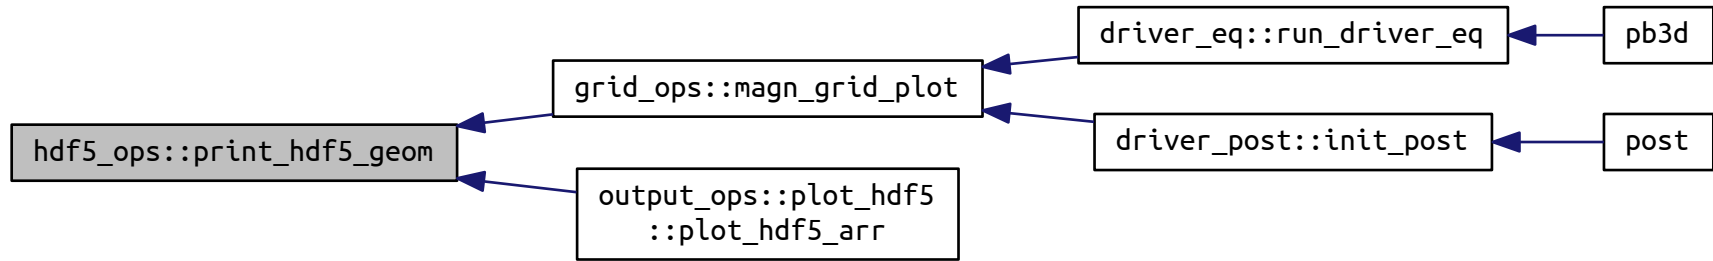 hdf5_ops::print_hdf5_geom
grid_ops::magn_grid_plot
driver_eq::run_driver_eq
pb3d
driver_post::init_post
post
output_ops::plot_hdf5
::plot_hdf5_arr